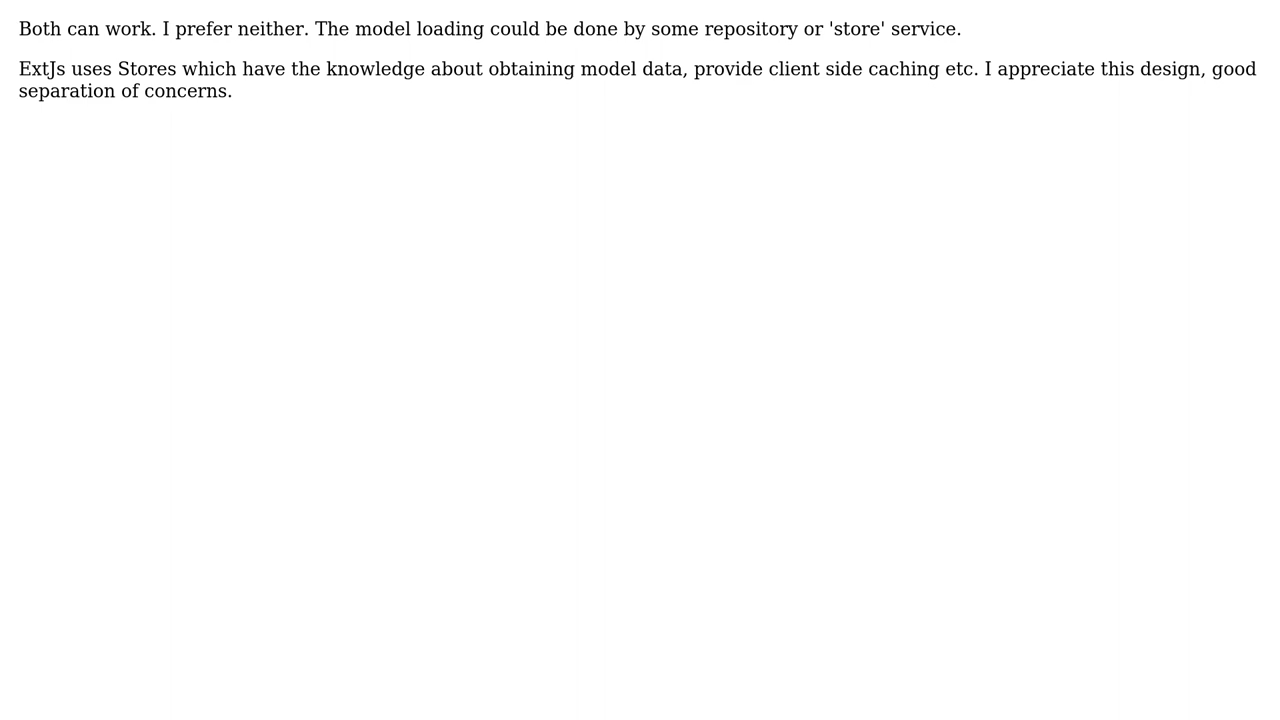 Both can work. I prefer neither. The model loading could be done by some repository or 'store' service.
ExtJs uses Stores which have the knowledge about obtaining model data, provide client side caching etc. I appreciate this design, good
separation of concerns.